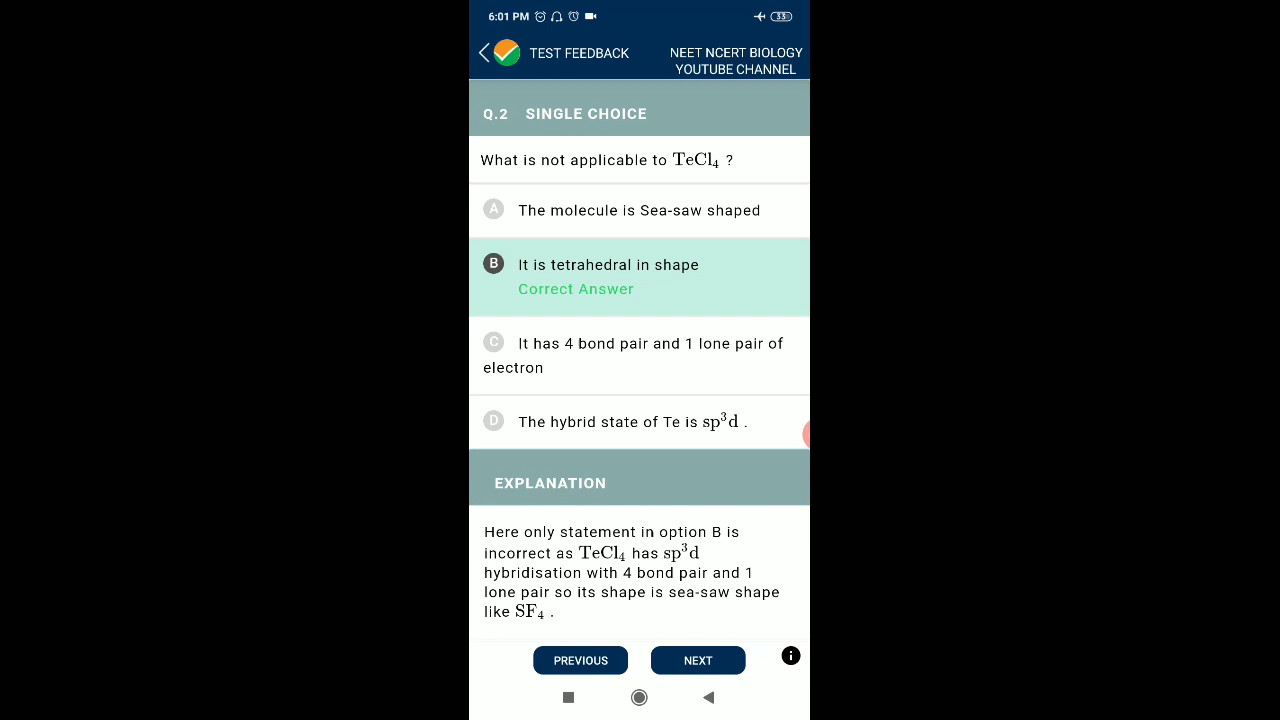 6:01 PM
33
TEST FEEDBACK
NEET NCERT BIOLOGY
YOUTUBE CHANNEL
Q.2 SINGLE CHOICE
What is not applicable to TeCl₄ ?
A The molecule is Sea-saw shaped
B It is tetrahedral in shape
Correct Answer
C It has 4 bond pair and 1 lone pair of
electron
D The hybrid state of Te is sp³d .
EXPLANATION
Here only statement in option B is
incorrect as TeCl₄ has sp³d
hybridisation with 4 bond pair and 1
lone pair so its shape is sea-saw shape
like SF₄ .
PREVIOUS
NEXT
i